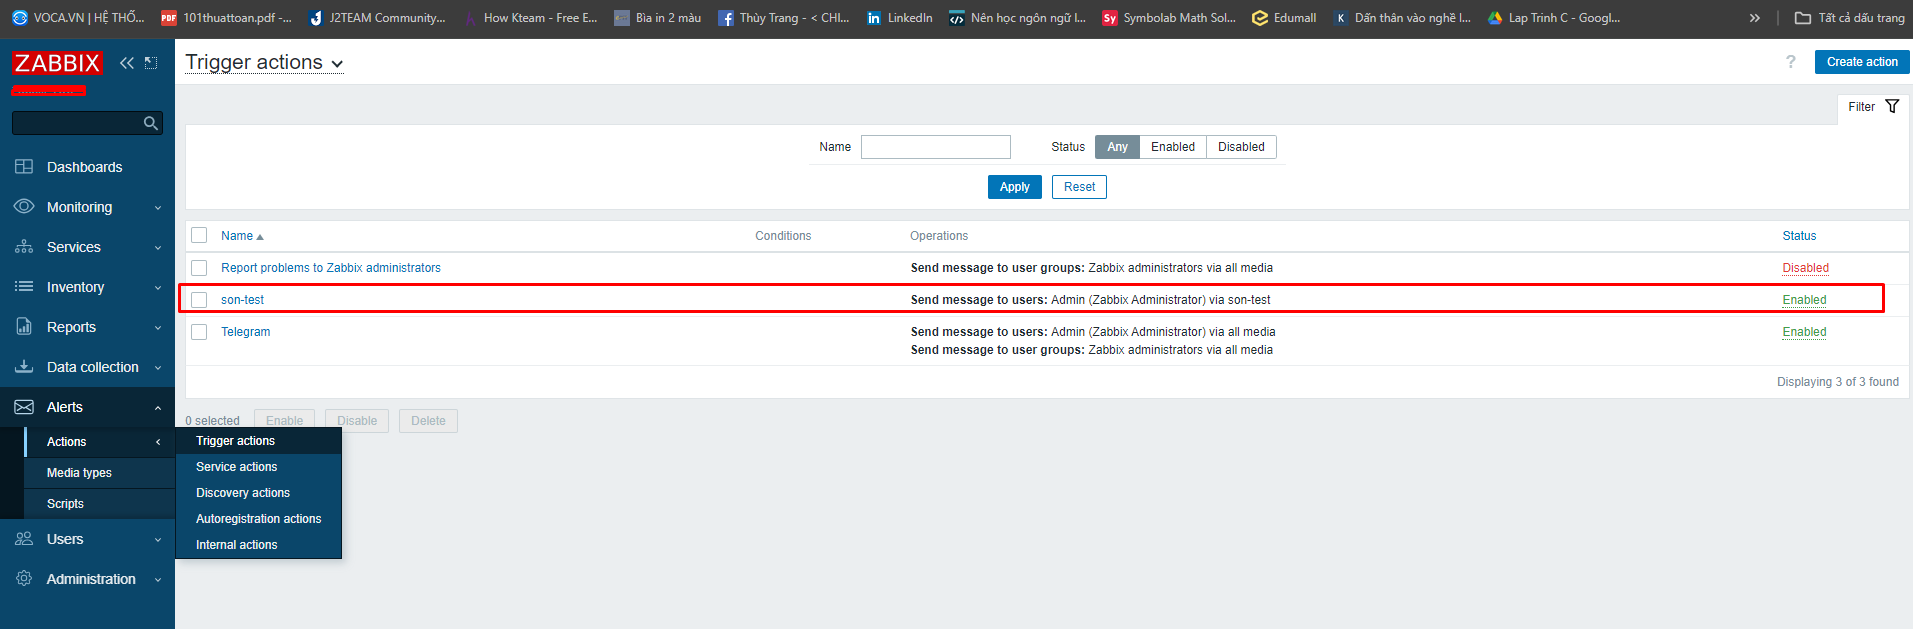 VOCA.VN | HỆ THỐ... 101thuattoan.pdf -... J2TEAM Community... How Kteam - Free E... Bìa in 2 màu Thùy Trang - < CHI... LinkedIn Nên học ngôn ngữ l... Symbolab Math Sol... Edumall Dấn thân vào nghề l... Lap Trinh C - Googl... Tất cả dấu trang
ZABBIX
Trigger actions
? Create action
Filter
Name Status Any Enabled Disabled
Apply Reset
Dashboards
Monitoring
Services
Inventory
Reports
Data collection
Alerts
Actions
Media types
Scripts
Users
Administration
Name Conditions Operations Status
Report problems to Zabbix administrators Send message to user groups: Zabbix administrators via all media Disabled
son-test Send message to users: Admin (Zabbix Administrator) via son-test Enabled
Telegram Send message to users: Admin (Zabbix Administrator) via all media Enabled
Send message to user groups: Zabbix administrators via all media
Displaying 3 of 3 found
0 selected Enable Disable Delete
Trigger actions
Service actions
Discovery actions
Autoregistration actions
Internal actions